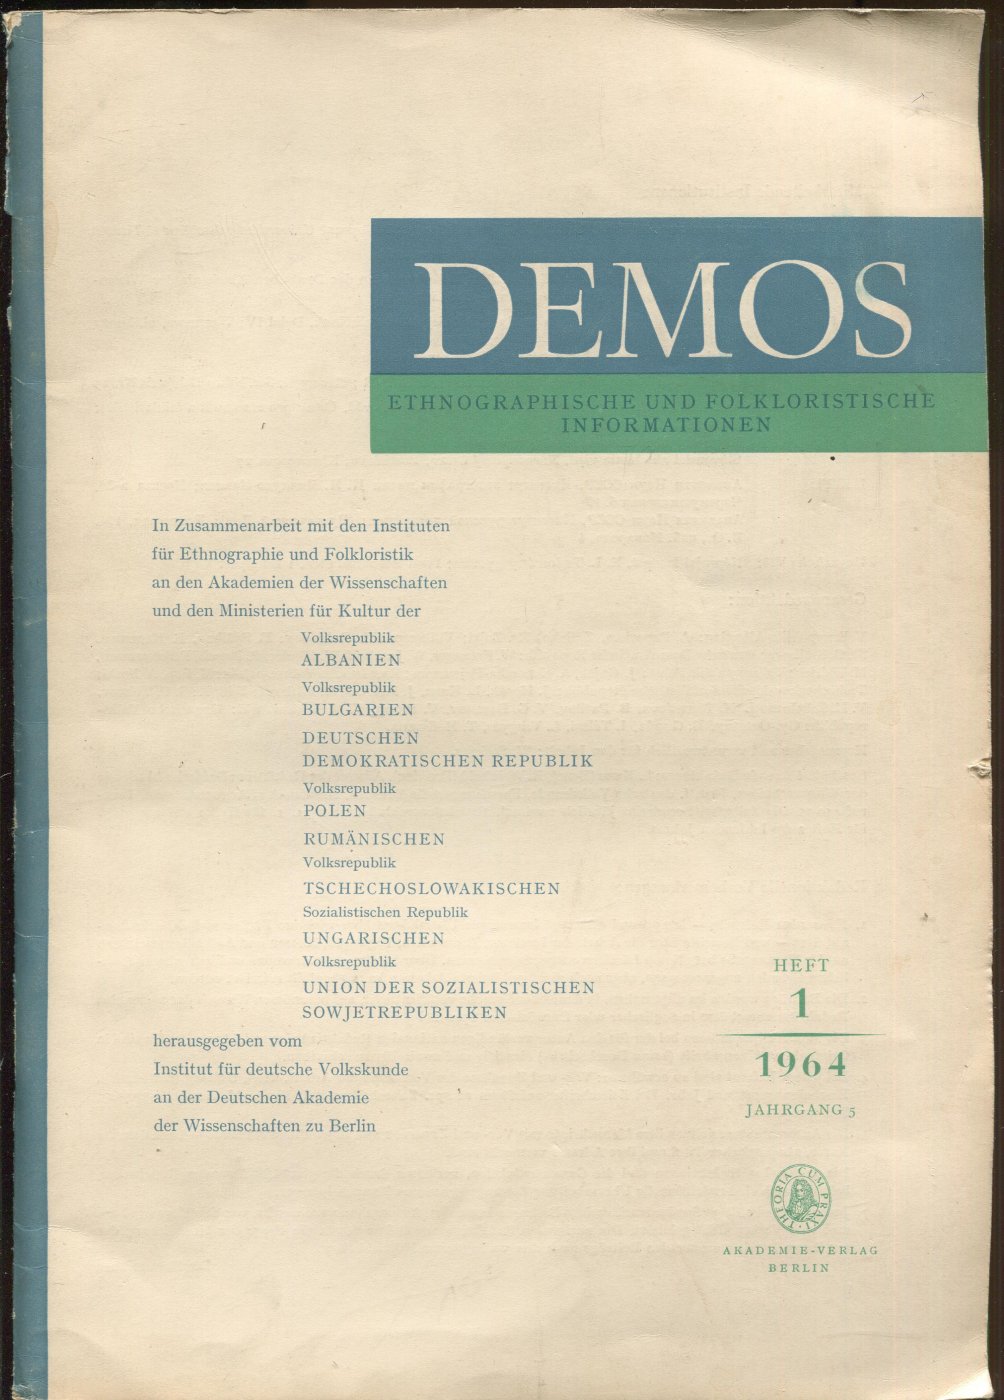 DEMOS
ETHNOGRAPHISCHE UND FOLKLORISTISCHE
INFORMATIONEN
In Zusammenarbeit mit den Instituten
für Ethnographie und Folkloristik
an den Akademien der Wissenschaften
und den Ministerien für Kultur der
Volksrepublik
ALBANIEN
Volksrepublik
BULGARIEN
DEUTSCHEN
DEMOKRATISCHEN REPUBLIK
Volksrepublik
POLEN
RUMÄNISCHEN
Volksrepublik
TSCHECHOSLOWAKISCHEN
Sozialistischen Republik
UNGARISCHEN
Volksrepublik
UNION DER SOZIALISTISCHEN
SOWJETREPUBLIKEN
herausgegeben vom
Institut für deutsche Volkskunde
an der Deutschen Akademie
der Wissenschaften zu Berlin
HEFT
1
1964
JAHRGANG 5
THEORIA CUM PRAXI
AKADEMIE-VERLAG
BERLIN